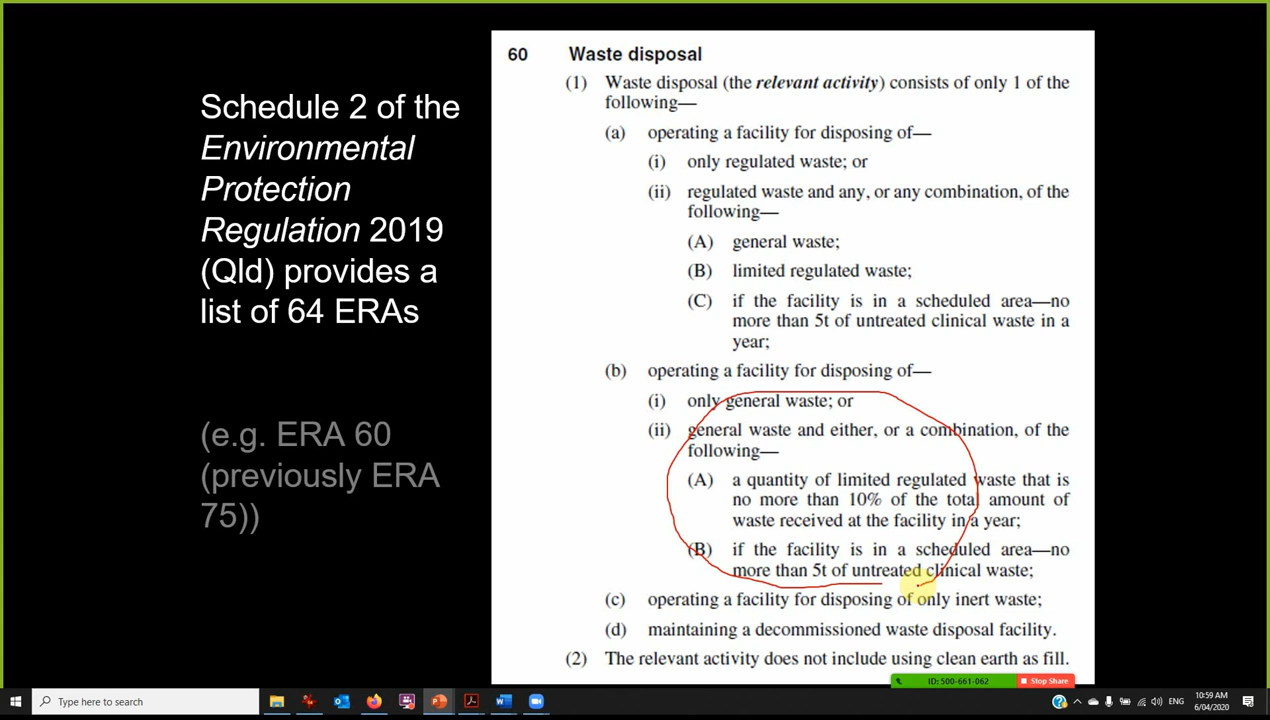 Schedule 2 of the
Environmental
Protection
Regulation 2019
(Qld) provides a
list of 64 ERAs
(e.g. ERA 60
(previously ERA
75))
60 Waste disposal
(1) Waste disposal (the relevant activity) consists of only 1 of the
following—
(a) operating a facility for disposing of—
(i) only regulated waste; or
(ii) regulated waste and any, or any combination, of the
following—
(A) general waste;
(B) limited regulated waste;
(C) if the facility is in a scheduled area—no
more than 5t of untreated clinical waste in a
year;
(b) operating a facility for disposing of—
(i) only general waste; or
(ii) general waste and either, or a combination, of the
following—
(A) a quantity of limited regulated waste that is
no more than 10% of the total amount of
waste received at the facility in a year;
(B) if the facility is in a scheduled area—no
more than 5t of untreated clinical waste;
(c) operating a facility for disposing of only inert waste;
(d) maintaining a decommissioned waste disposal facility.
(2) The relevant activity does not include using clean earth as fill.
ID: 500-661-062 Stop Share
Type here to search
ENG
10:59 AM
6/04/2020